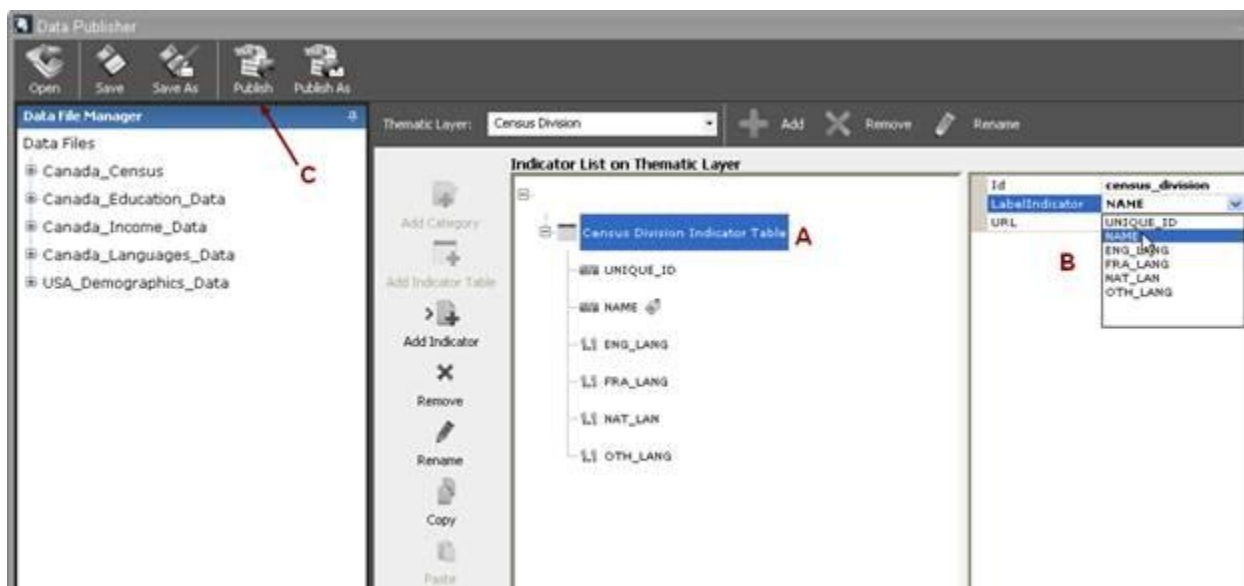 Data Publisher
Open Save Save As Publish Publish As
Data File Manager
Data Files
Canada_Census
Canada_Education_Data
Canada_Income_Data
Canada_Languages_Data
USA_Demographics_Data
C
Thematic Layer: Census Division Add Remove Rename
Indicator List on Thematic Layer
Add Category
Add Indicator Table
Add Indicator
Remove
Rename
Copy
Paste
Census Division Indicator Table A
UNIQUE_ID
NAME
ENG_LANG
FRA_LANG
NAT_LAN
OTH_LANG
Id census_division
LabelIndicator NAME
URL
UNIQUE_ID
NAME
ENG_LANG
FRA_LANG
NAT_LAN
OTH_LANG
B